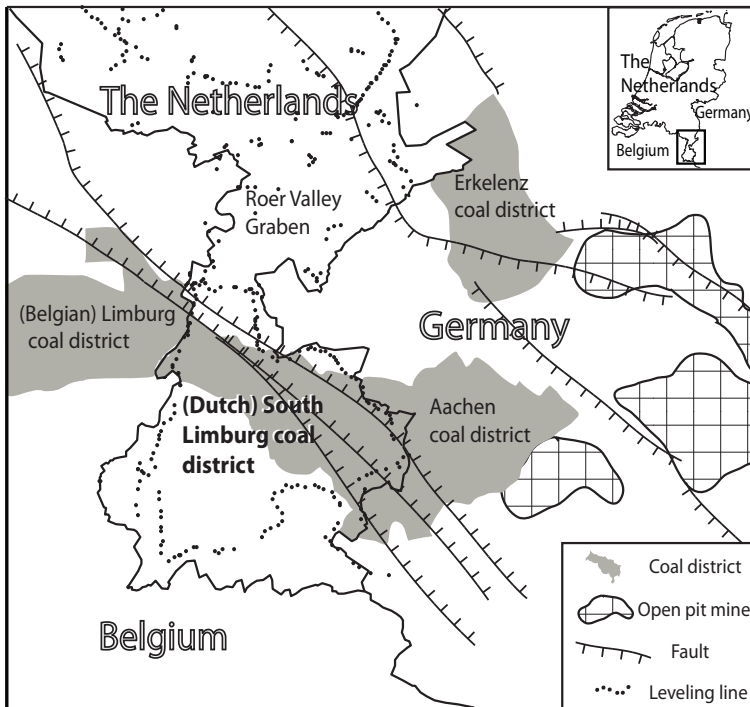 The Netherlands
Roer Valley
Graben
Erkelenz
coal district
(Belgian) Limburg
coal district
Germany
(Dutch) South
Limburg coal
district
Aachen
coal district
Belgium
The
Netherlands
Germany
Belgium
Coal district
Open pit mine
Fault
Leveling line